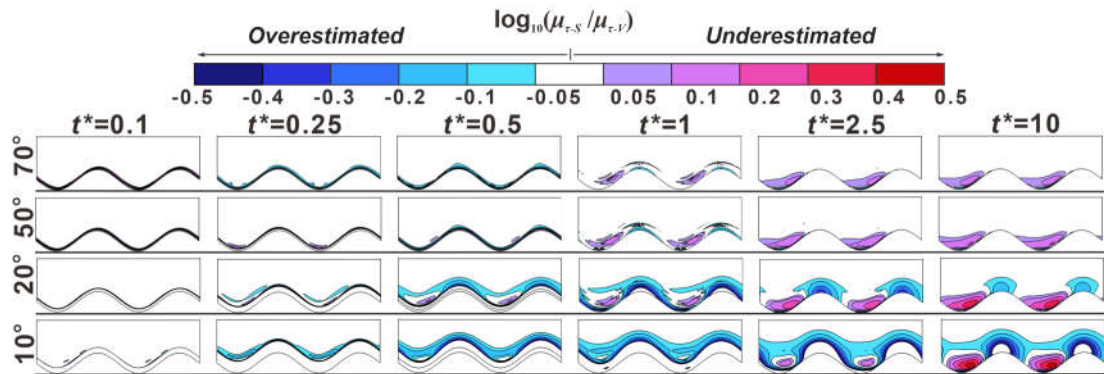 log₁₀(μτ-S /μτ-V)
Overestimated Underestimated
-0.5 -0.4 -0.3 -0.2 -0.1 -0.05 0.05 0.1 0.2 0.3 0.4 0.5
t*=0.1 t*=0.25 t*=0.5 t*=1 t*=2.5 t*=10
70°
50°
20°
10°